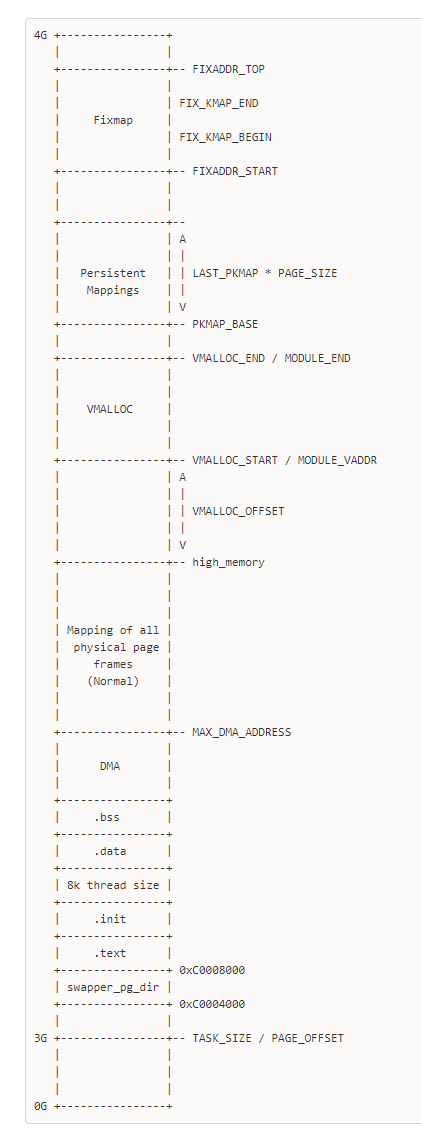 4G +----------------+
   |                |
   +----------------+-- FIXADDR_TOP
   |                |
   |                | FIX_KMAP_END
   |     Fixmap     |
   |                | FIX_KMAP_BEGIN
   |                |
   +----------------+-- FIXADDR_START
   |                |
   |                |
   +----------------+--
   |                | A
   |                | |
   |   Persistent   | | LAST_PKMAP * PAGE_SIZE
   |    Mappings    | |
   |                | V
   +----------------+-- PKMAP_BASE
   |                |
   +----------------+-- VMALLOC_END / MODULE_END
   |                |
   |                |
   |    VMALLOC     |
   |                |
   |                |
   +----------------+-- VMALLOC_START / MODULE_VADDR
   |                | A
   |                | |
   |                | | VMALLOC_OFFSET
   |                | |
   |                | V
   +----------------+-- high_memory
   |                |
   |                |
   |                |
   | Mapping of all |
   |  physical page |
   |     frames     |
   |    (Normal)    |
   |                |
   |                |
   +----------------+-- MAX_DMA_ADDRESS
   |                |
   |      DMA       |
   |                |
   +----------------+
   |     .bss       |
   +----------------+
   |     .data      |
   +----------------+
   | 8k thread size |
   +----------------+
   |     .init      |
   +----------------+
   |     .text      |
   +----------------+ 0xC0008000
   | swapper_pg_dir |
   +----------------+ 0xC0004000
   |                |
3G +----------------+-- TASK_SIZE / PAGE_OFFSET
   |                |
   |                |
   |                |
0G +----------------+